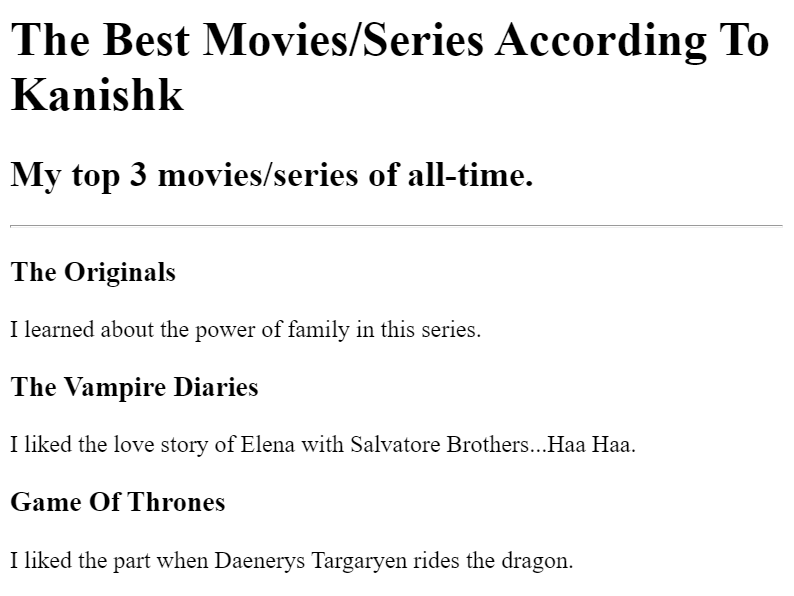 The Best Movies/Series According To
Kanishk
My top 3 movies/series of all-time.
The Originals
I learned about the power of family in this series.
The Vampire Diaries
I liked the love story of Elena with Salvatore Brothers...Haa Haa.
Game Of Thrones
I liked the part when Daenerys Targaryen rides the dragon.